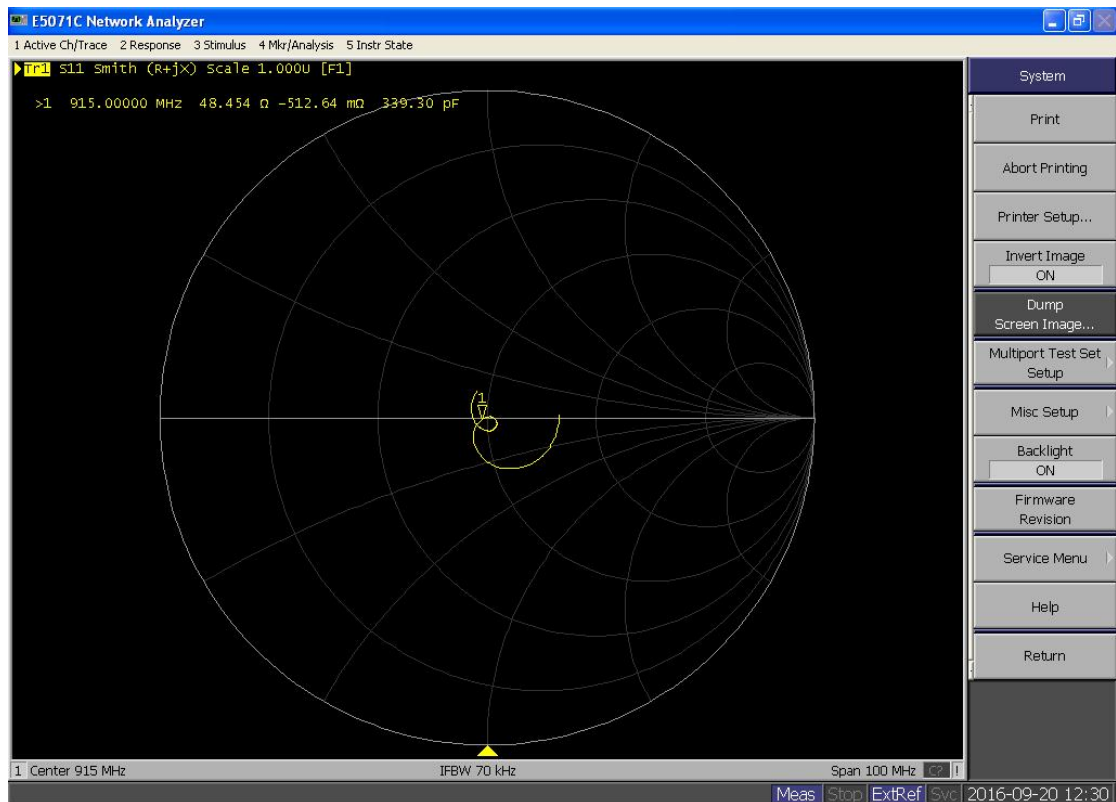 E5071C Network Analyzer
1 Active Ch/Trace 2 Response 3 Stimulus 4 Mkr/Analysis 5 Instr State
Tr1 S11 Smith (R+jX) Scale 1.000U [F1]
>1 915.00000 MHz 48.454 Ω -512.64 mΩ 339.30 pF
1
System
Print
Abort Printing
Printer Setup...
Invert Image
ON
Dump
Screen Image...
Multiport Test Set
Setup
Misc Setup
Backlight
ON
Firmware
Revision
Service Menu
Help
Return
1 Center 915 MHz IFBW 70 kHz Span 100 MHz C? !
Meas Stop ExtRef Svc 2016-09-20 12:30